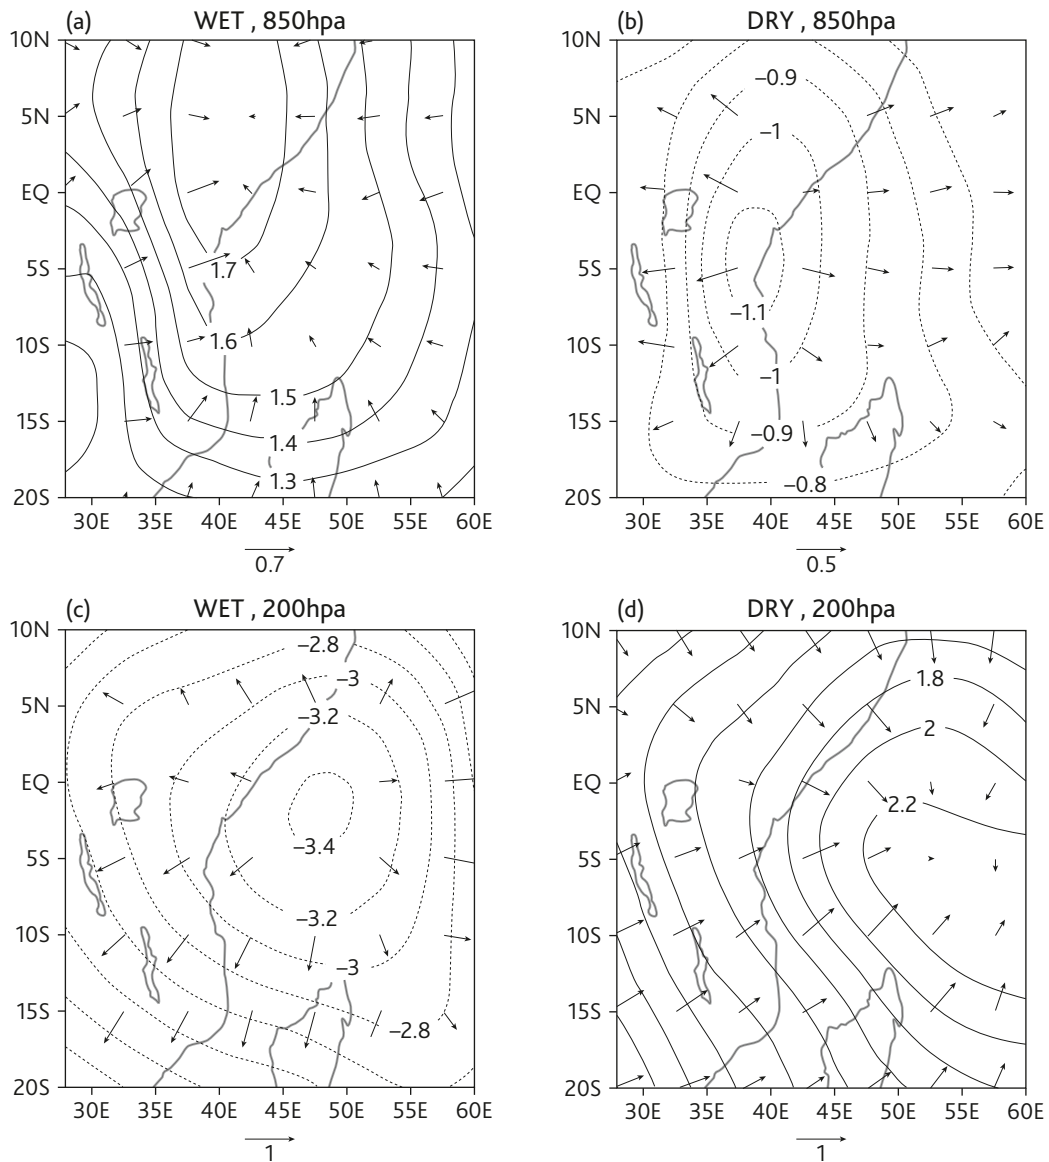 (a) WET , 850hpa
10N
5N
EQ
5S
10S
15S
20S
1.7
1.6
1.5
1.4
1.3
30E 35E 40E 45E 50E 55E 60E
0.7
(b) DRY , 850hpa
10N
5N
EQ
5S
10S
15S
20S
−0.9
−1
−1.1
−1
−0.9
−0.8
30E 35E 40E 45E 50E 55E 60E
0.5
(c) WET , 200hpa
10N
5N
EQ
5S
10S
15S
20S
−2.8
−3
−3.2
−3.4
−3.2
−3
−2.8
30E 35E 40E 45E 50E 55E 60E
1
(d) DRY , 200hpa
10N
5N
EQ
5S
10S
15S
20S
1.8
2
2.2
30E 35E 40E 45E 50E 55E 60E
1